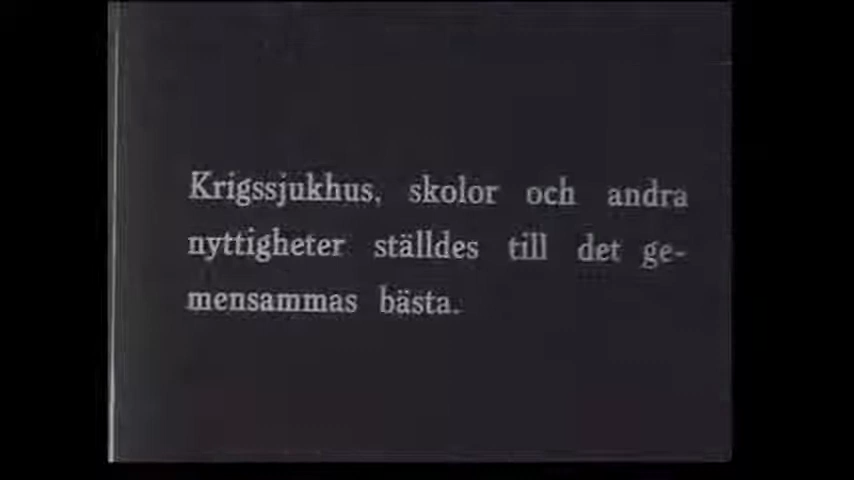 Krigssjukhus, skolor och andra
nyttigheter ställdes till det ge-
mensammas bästa.